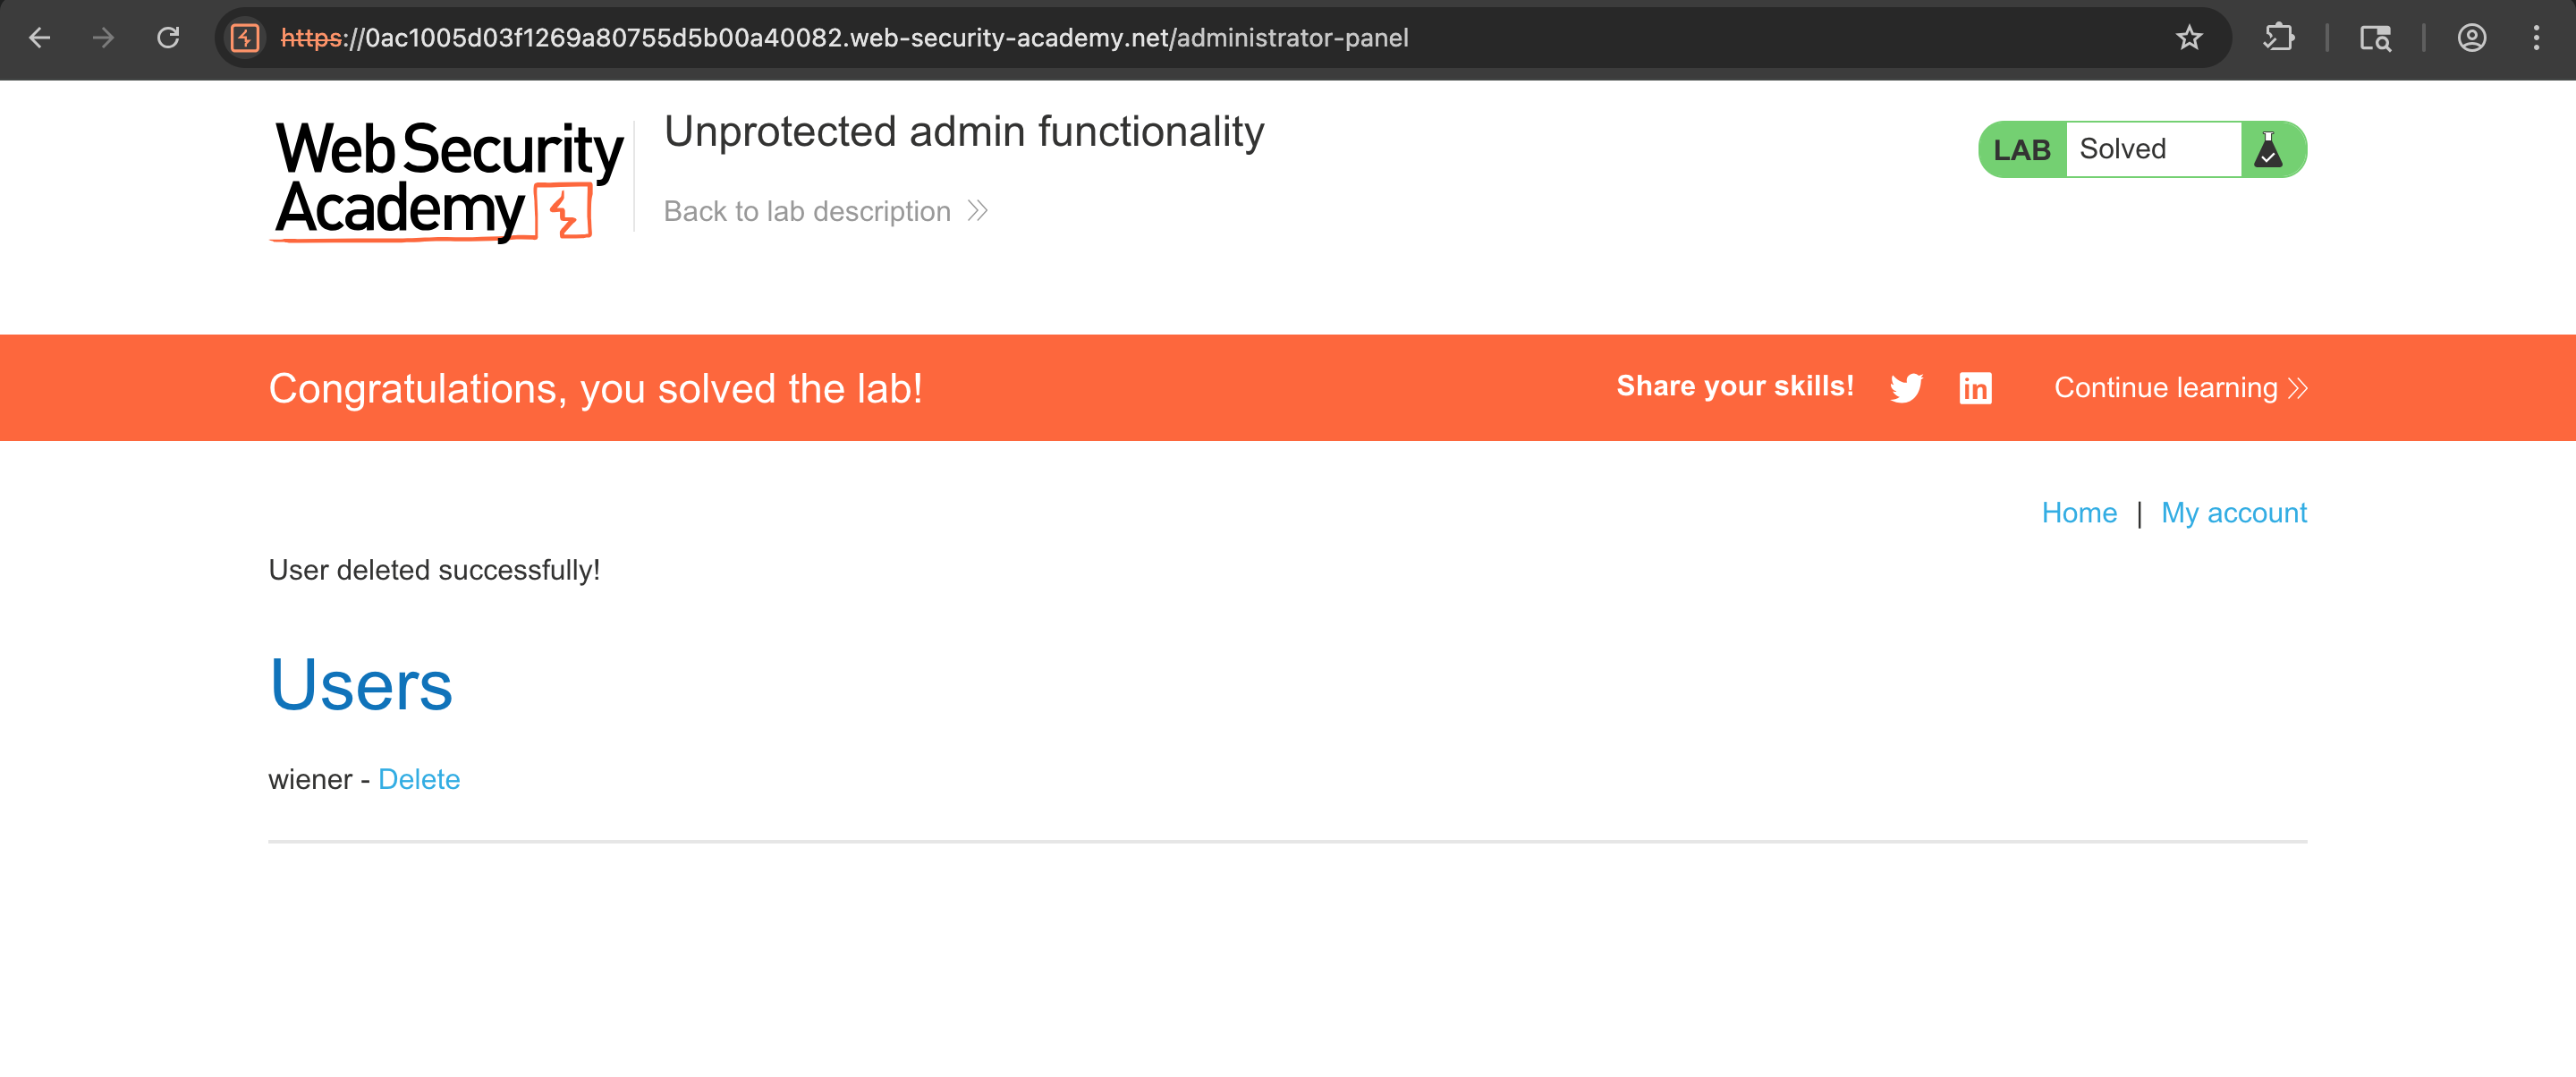 https://0ac1005d03f1269a80755d5b00a40082.web-security-academy.net/administrator-panel
Web Security
Academy
Unprotected admin functionality
Back to lab description
LAB Solved
Congratulations, you solved the lab!
Share your skills!
Continue learning
Home | My account
User deleted successfully!
Users
wiener - Delete